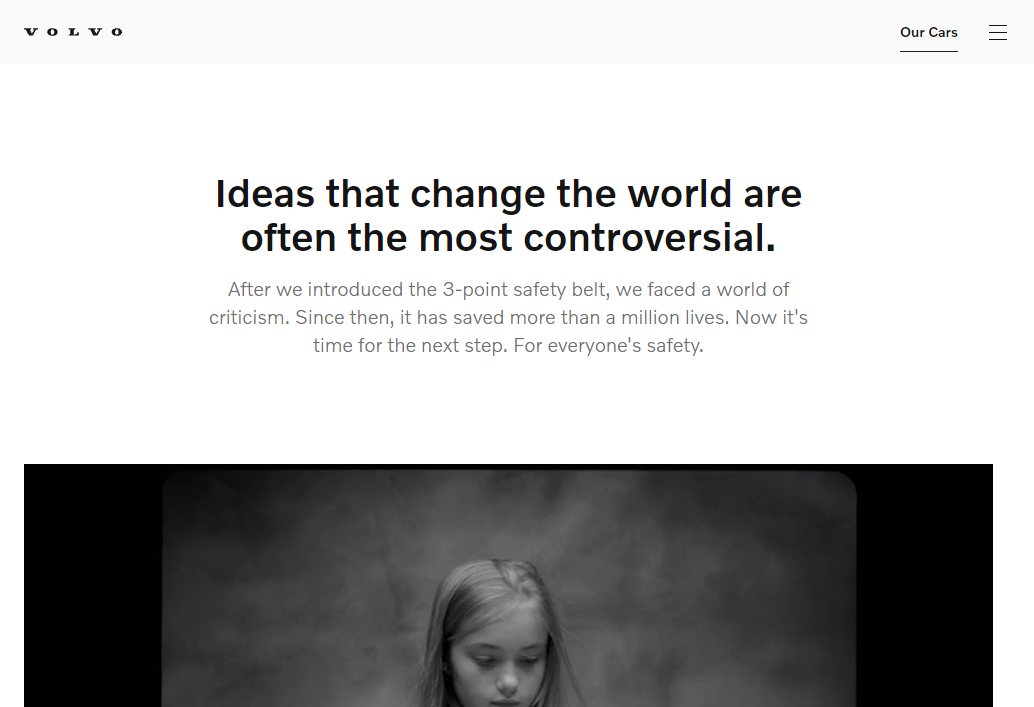 VOLVO
Our Cars
Ideas that change the world are
often the most controversial.
After we introduced the 3-point safety belt, we faced a world of
criticism. Since then, it has saved more than a million lives. Now it's
time for the next step. For everyone's safety.